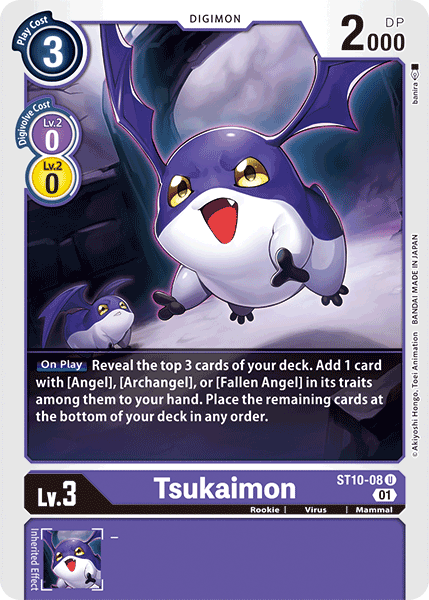 Play Cost
3
DIGIMON
DP
2000
banira
Digivolve Cost
Lv.2
0
Lv.2
0
On Play Reveal the top 3 cards of your deck. Add 1 card
with [Angel], [Archangel], or [Fallen Angel] in its traits
among them to your hand. Place the remaining cards at
the bottom of your deck in any order.
© Akiyoshi Hongo, Toei Animation BANDAI MADE IN JAPAN
Lv.3
Tsukaimon
ST10-08 U
01
Rookie | Virus | Mammal
Inherited Effect
–